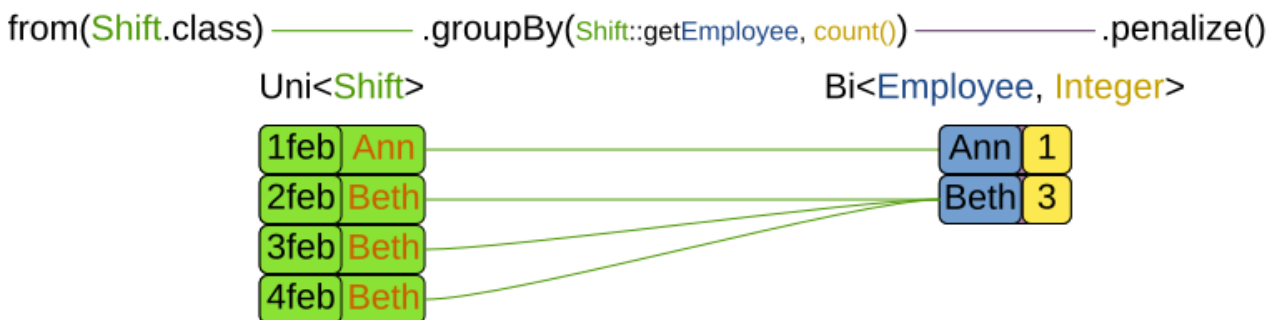 from(Shift.class) .groupBy(Shift::getEmployee, count()) .penalize()
Uni<Shift> Bi<Employee, Integer>
1feb Ann Ann 1
2feb Beth Beth 3
3feb Beth
4feb Beth